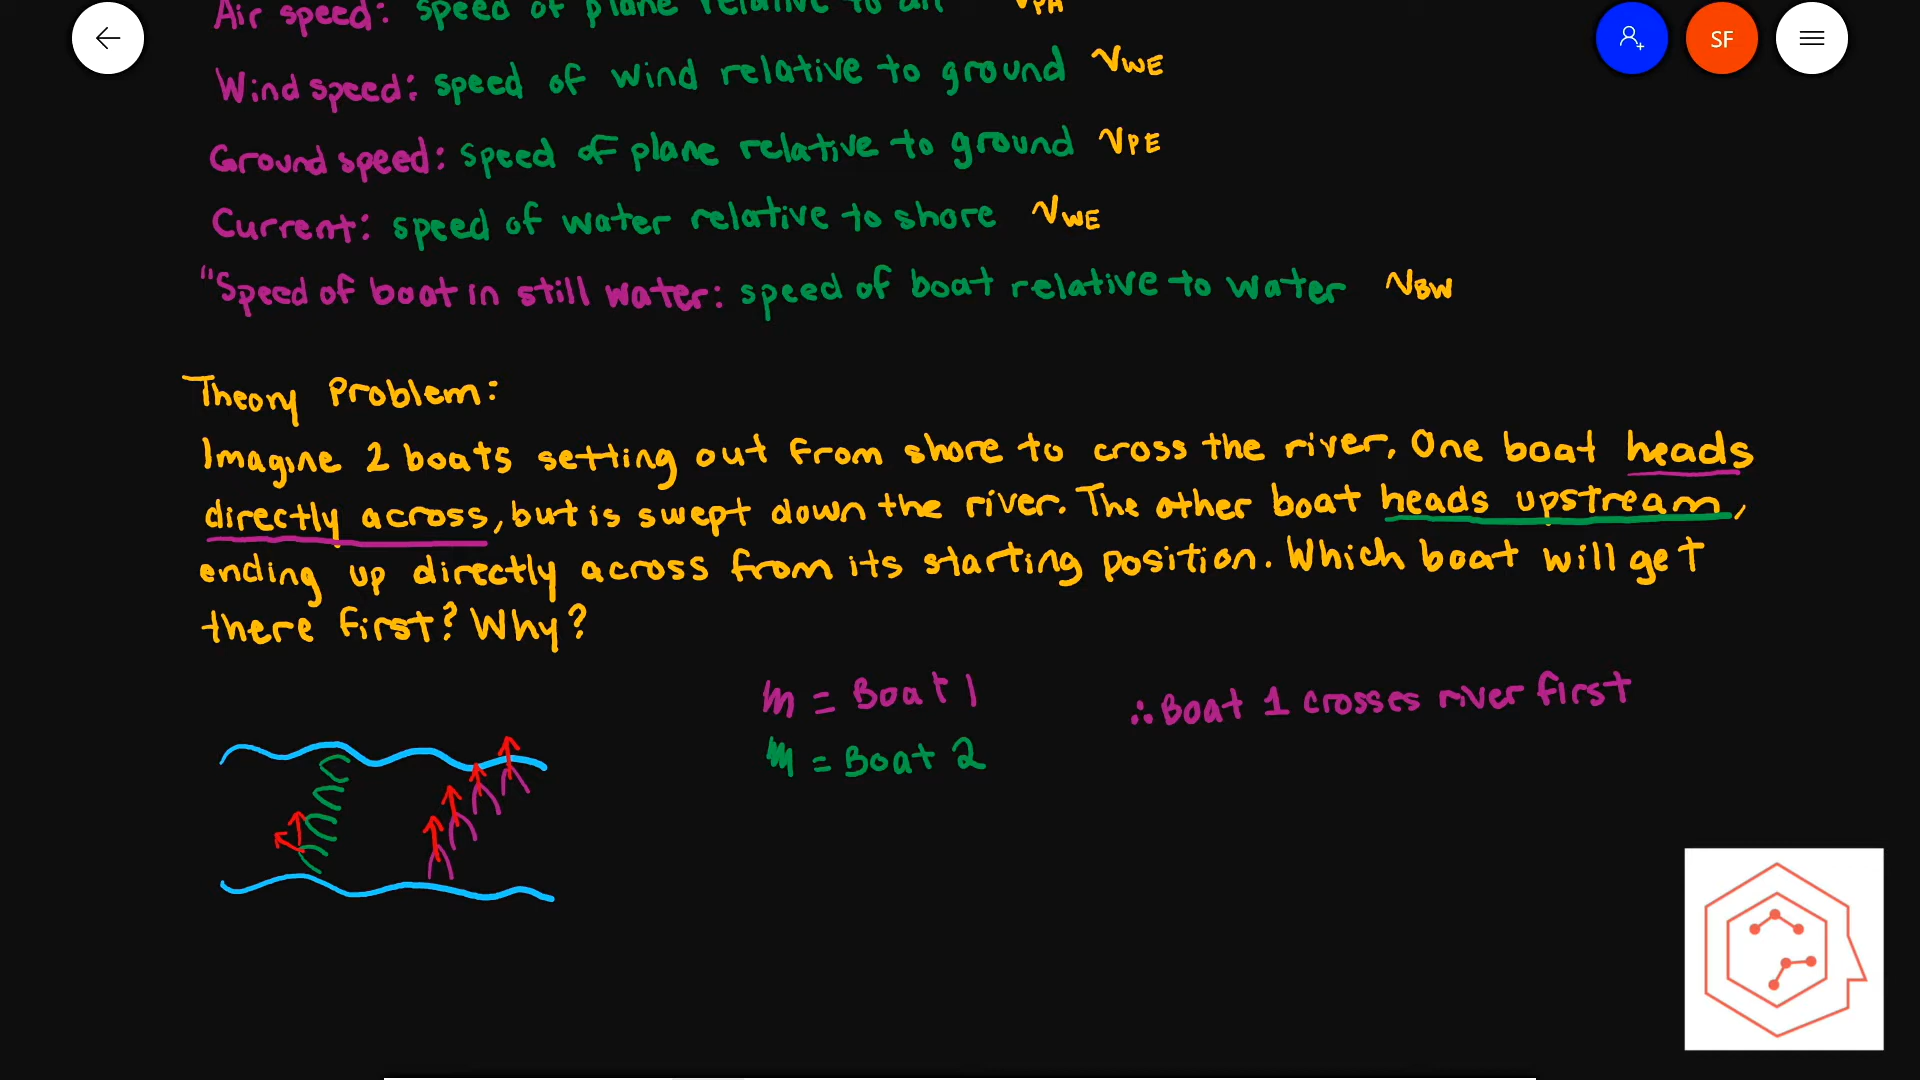 Air speed: speed of plane relative to air VPA
Wind speed: speed of wind relative to ground VWE
Ground speed: speed of plane relative to ground VPE
Current: speed of water relative to shore VWE
"Speed of boat in still water: speed of boat relative to water VBW
Theory Problem:
Imagine 2 boats setting out from shore to cross the river. One boat heads
directly across, but is swept down the river. The other boat heads upstream,
ending up directly across from its starting position. Which boat will get
there first? Why?
m = Boat 1
∴ Boat 1 crosses river first
m = Boat 2
SF